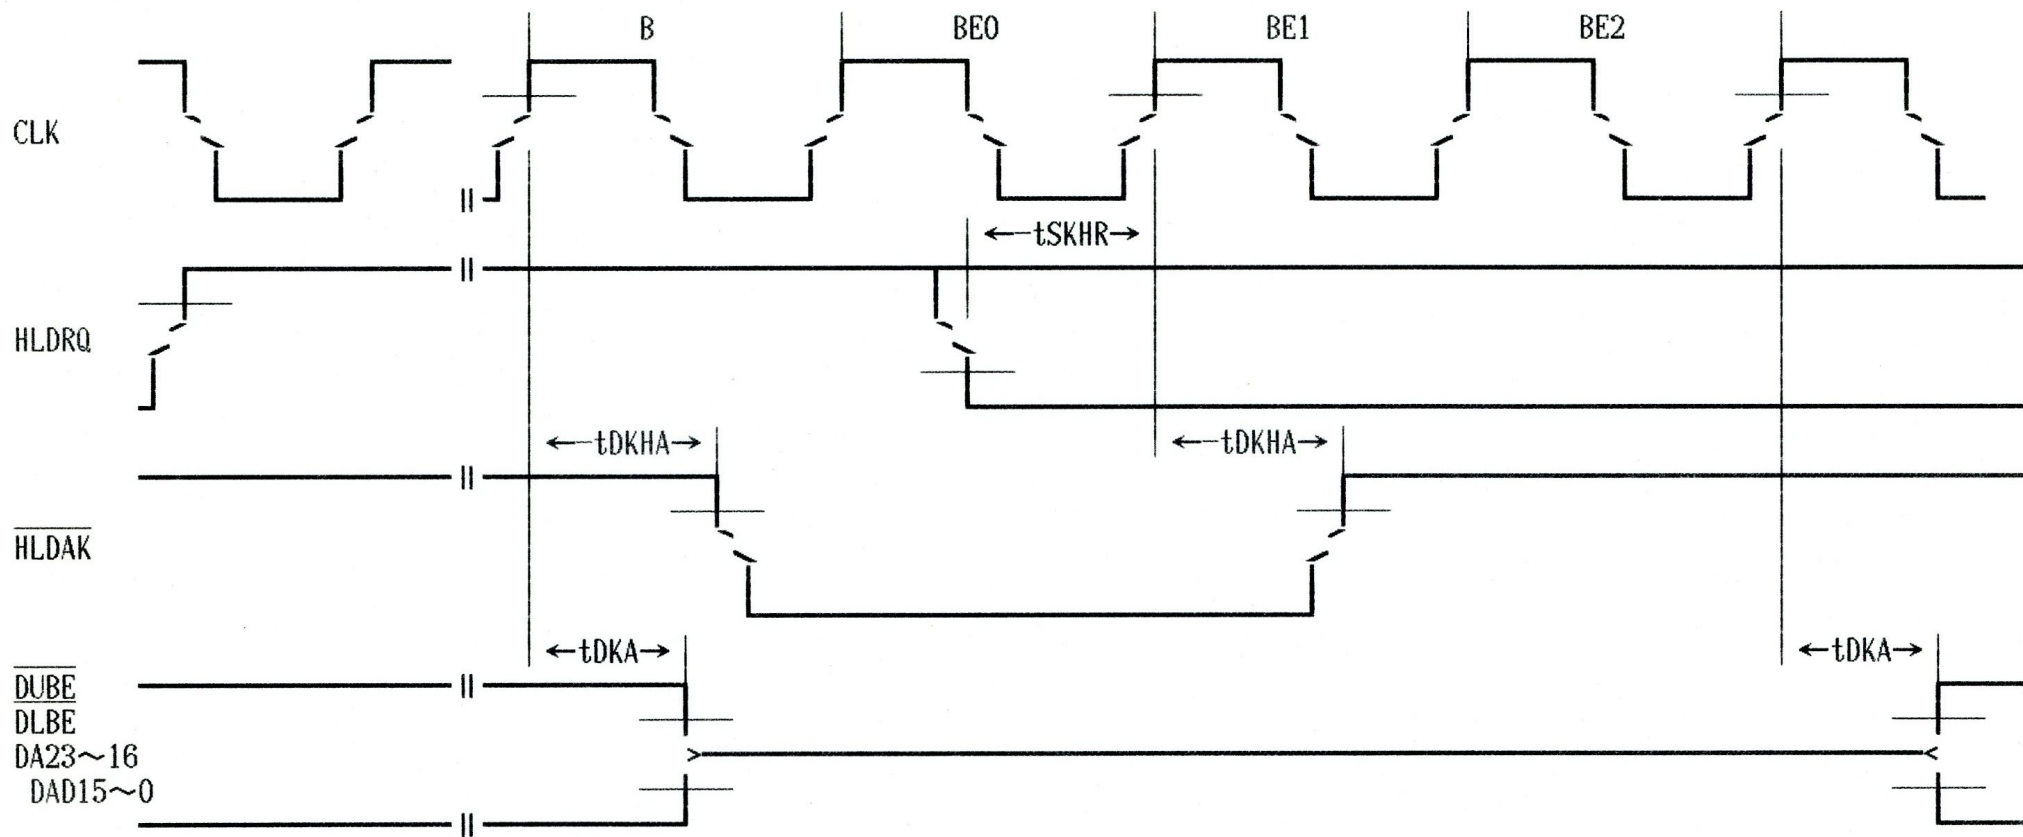 B BE0 BE1 BE2
CLK
←tSKHR→
HLDRQ
←tDKHA→ ←tDKHA→
HLDAK
←tDKA→ ←tDKA→
DUBE
DLBE
DA23～16
DAD15～0